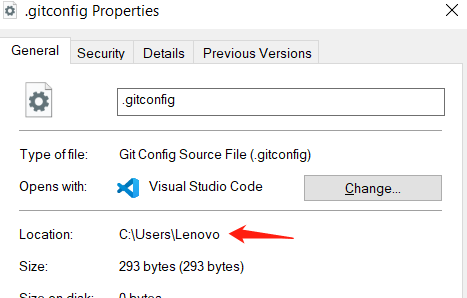 .gitconfig Properties
General Security Details Previous Versions
.gitconfig
Type of file: Git Config Source File (.gitconfig)
Opens with: Visual Studio Code Change...
Location: C:\Users\Lenovo
Size: 293 bytes (293 bytes)
Size on disk: 0 bytes